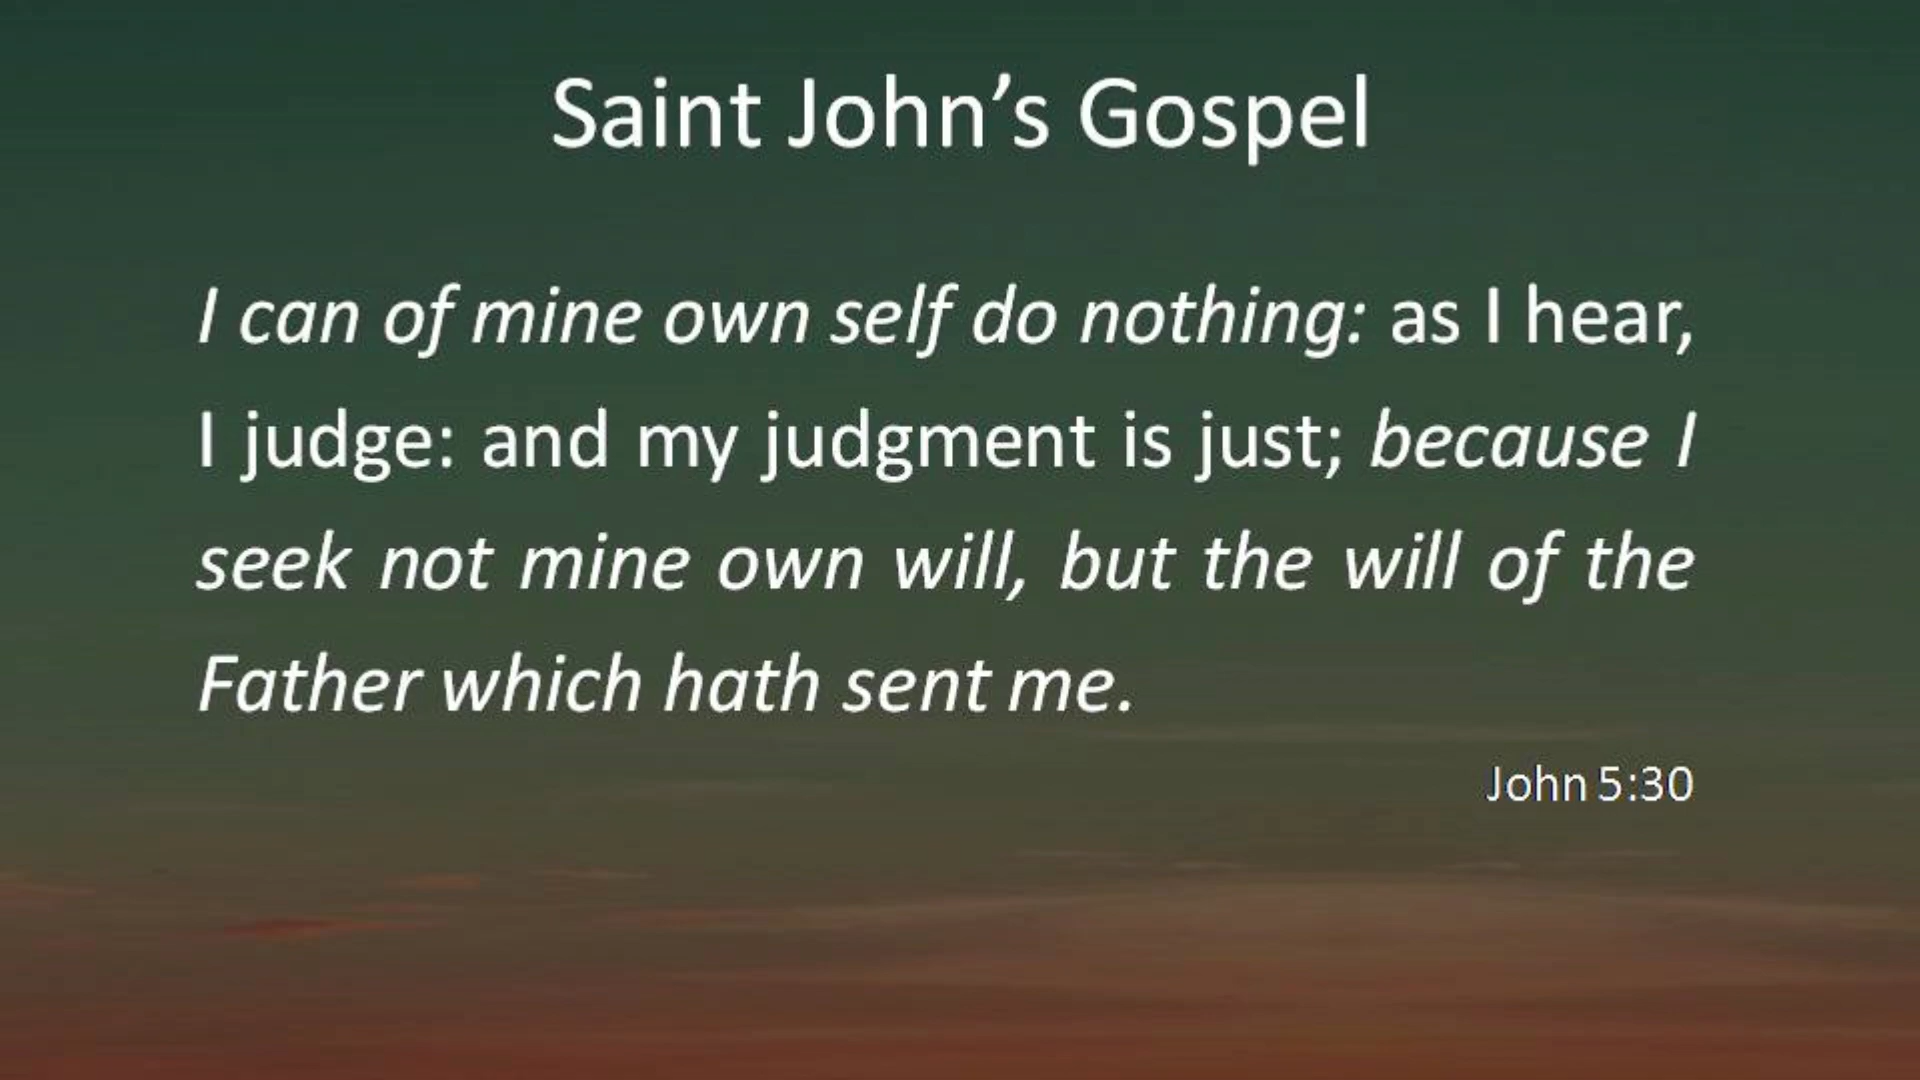 Saint John’s Gospel
I can of mine own self do nothing: as I hear,
I judge: and my judgment is just; because I
seek not mine own will, but the will of the
Father which hath sent me.
John 5:30